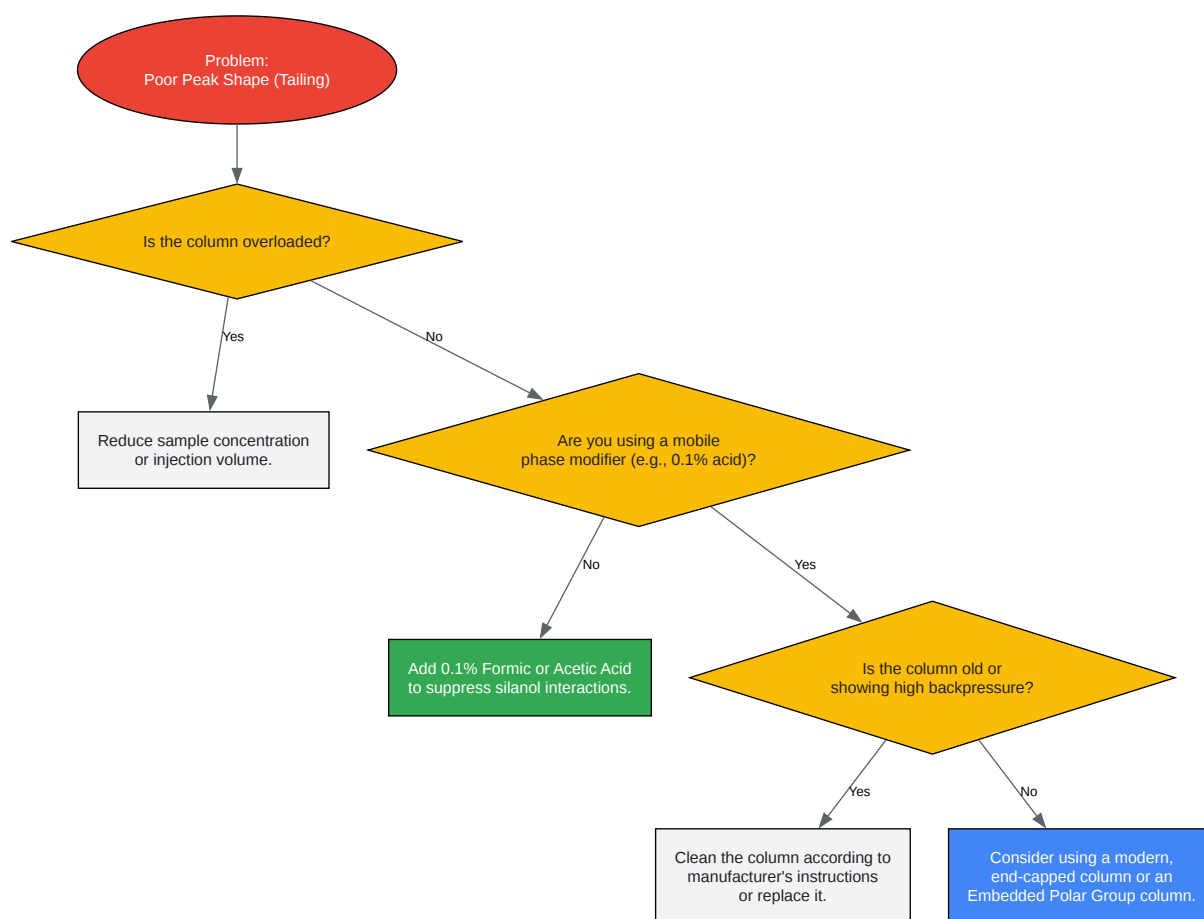 Problem:
Poor Peak Shape (Tailing)
Is the column overloaded?
Yes
No
Reduce sample concentration
or injection volume.
Are you using a mobile
phase modifier (e.g., 0.1% acid)?
No
Yes
Add 0.1% Formic or Acetic Acid
to suppress silanol interactions.
Is the column old or
showing high backpressure?
Yes
No
Clean the column according to
manufacturer's instructions
or replace it.
Consider using a modern,
end-capped column or an
Embedded Polar Group column.